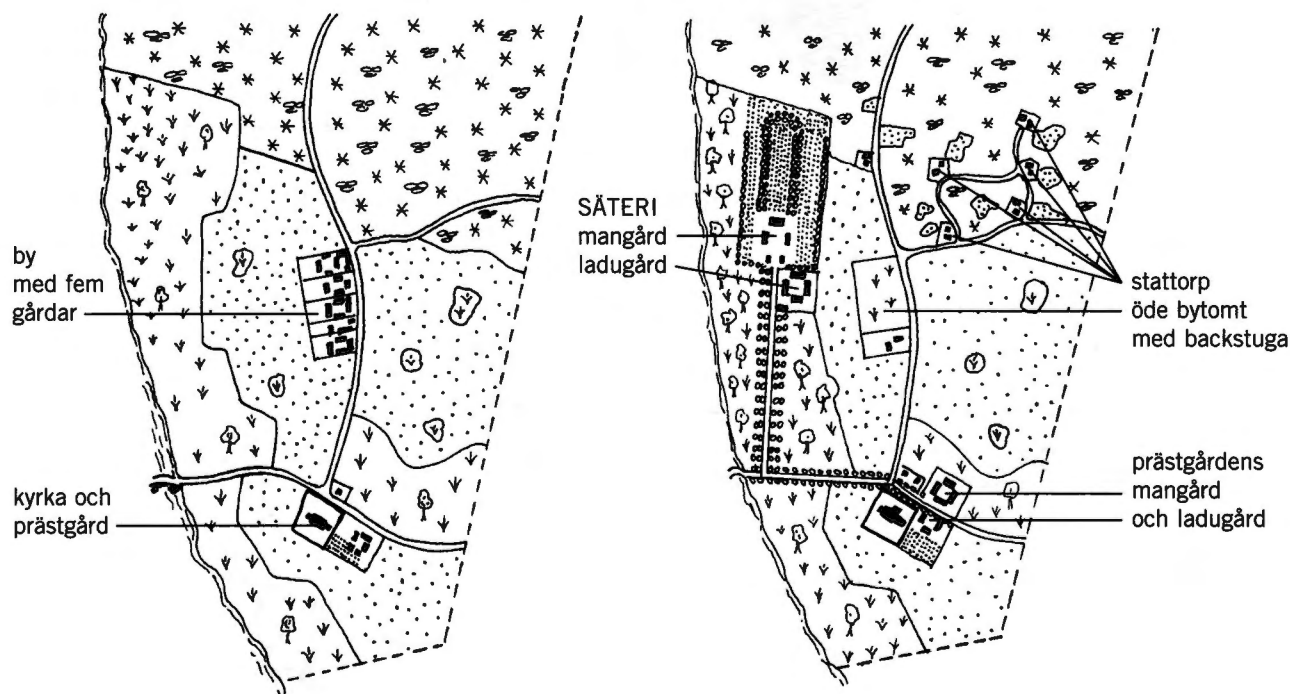 by
med fem
gårdar
kyrka och
prästgård
SÄTERI
mangård
ladugård
stattorp
öde bytomt
med backstuga
prästgårdens
mangård
och ladugård